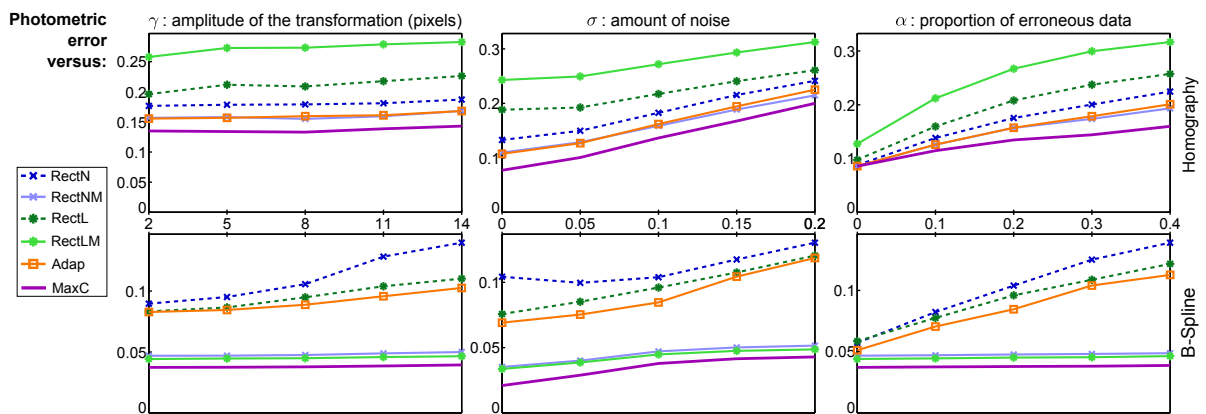 Photometric error versus:
γ : amplitude of the transformation (pixels)
σ : amount of noise
α : proportion of erroneous data
0.25
0.2
0.15
0.1
0.05
0
0.3
0.2
0.1
0
0.3
0.2
0.1
0
Homography
RectN
RectNM
RectL
RectLM
Adap
MaxC
2 5 8 11 14
0 0.05 0.1 0.15 0.2
0 0.1 0.2 0.3 0.4
0.1
0.05
0
0.1
0.05
0
0.1
0.05
0
B-Spline